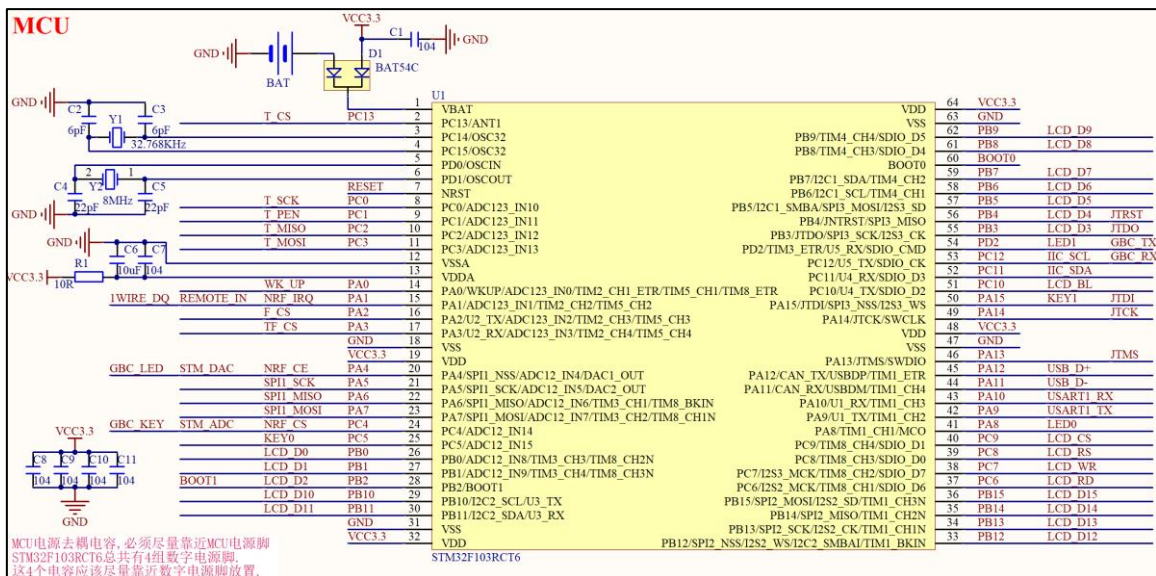 MCU
VCC3.3
GND
C1
104
GND
D1
BAT54C
BAT
U1
GND
C2
C3
6pF
Y1
6pF
32.768KHz
2
1
C4
Y2
C5
22pF
8MHz
22pF
GND
GND
C6
C7
10uF
104
VCC3.3
R1
10R
1 VBAT
T_CS PC13 2 PC13/ANT1
3 PC14/OSC32
4 PC15/OSC32
5 PD0/OSCIN
6 PD1/OSCOUT
RESET 7 NRST
T_SCK PC0 8 PC0/ADC123_IN10
T_PEN PC1 9 PC1/ADC123_IN11
T_MISO PC2 10 PC2/ADC123_IN12
T_MOSI PC3 11 PC3/ADC123_IN13
12 VSSA
13 VDDA
WK_UP PA0 14 PA0/WKUP/ADC123_IN0/TIM2_CH1_ETR/TIM5_CH1/TIM8_ETR
1WIRE_DQ REMOTE_IN NRF_IRQ PA1 15 PA1/ADC123_IN1/TIM2_CH2/TIM5_CH2
F_CS PA2 16 PA2/U2_TX/ADC123_IN2/TIM2_CH3/TIM5_CH3
TF_CS PA3 17 PA3/U2_RX/ADC123_IN3/TIM2_CH4/TIM5_CH4
GND 18 VSS
VCC3.3 19 VDD
GBC_LED STM_DAC NRF_CE PA4 20 PA4/SPI1_NSS/ADC12_IN4/DAC1_OUT
SPI1_SCK PA5 21 PA5/SPI1_SCK/ADC12_IN5/DAC2_OUT
SPI1_MISO PA6 22 PA6/SPI1_MISO/ADC12_IN6/TIM3_CH1/TIM8_BKIN
SPI1_MOSI PA7 23 PA7/SPI1_MOSI/ADC12_IN7/TIM3_CH2/TIM8_CH1N
GBC_KEY STM_ADC NRF_CS PC4 24 PC4/ADC12_IN14
KEY0 PC5 25 PC5/ADC12_IN15
LCD_D0 PB0 26 PB0/ADC12_IN8/TIM3_CH3/TIM8_CH2N
LCD_D1 PB1 27 PB1/ADC12_IN9/TIM3_CH4/TIM8_CH3N
BOOT1 LCD_D2 PB2 28 PB2/BOOT1
LCD_D10 PB10 29 PB10/I2C2_SCL/U3_TX
LCD_D11 PB11 30 PB11/I2C2_SDA/U3_RX
GND 31 VSS
VCC3.3 32 VDD
VDD 64 VCC3.3
VSS 63 GND
PB9/TIM4_CH4/SDIO_D5 62 PB9 LCD_D9
PB8/TIM4_CH3/SDIO_D4 61 PB8 LCD_D8
BOOT0 60 BOOT0
PB7/I2C1_SDA/TIM4_CH2 59 PB7 LCD_D7
PB6/I2C1_SCL/TIM4_CH1 58 PB6 LCD_D6
PB5/I2C1_SMBA/SPI3_MOSI/I2S3_SD 57 PB5 LCD_D5
PB4/JNTRST/SPI3_MISO 56 PB4 LCD_D4 JTRST
PB3/JTDO/SPI3_SCK/I2S3_CK 55 PB3 LCD_D3 JTDO
PD2/TIM3_ETR/U5_RX/SDIO_CMD 54 PD2 LED1 GBC_TX
PC12/U5_TX/SDIO_CK 53 PC12 IIC_SCL GBC_RX
PC11/U4_RX/SDIO_D3 52 PC11 IIC_SDA
PC10/U4_TX/SDIO_D2 51 PC10 LCD_BL
PA15/JTDI/SPI3_NSS/I2S3_WS 50 PA15 KEY1 JTDI
PA14/JTCK/SWCLK 49 PA14 JTCK
VDD 48 VCC3.3
VSS 47 GND
PA13/JTMS/SWDIO 46 PA13 JTMS
PA12/CAN_TX/USBDP/TIM1_ETR 45 PA12 USB_D+
PA11/CAN_RX/USBDM/TIM1_CH4 44 PA11 USB_D-
PA10/U1_RX/TIM1_CH3 43 PA10 USART1_RX
PA9/U1_TX/TIM1_CH2 42 PA9 USART1_TX
PA8/TIM1_CH1/MCO 41 PA8 LED0
PC9/TIM8_CH4/SDIO_D1 40 PC9 LCD_CS
PC8/TIM8_CH3/SDIO_D0 39 PC8 LCD_RS
PC7/I2S3_MCK/TIM8_CH2/SDIO_D7 38 PC7 LCD_WR
PC6/I2S2_MCK/TIM8_CH1/SDIO_D6 37 PC6 LCD_RD
PB15/SPI2_MOSI/I2S2_SD/TIM1_CH3N 36 PB15 LCD_D15
PB14/SPI2_MISO/TIM1_CH2N 35 PB14 LCD_D14
PB13/SPI2_SCK/I2S2_CK/TIM1_CH1N 34 PB13 LCD_D13
PB12/SPI2_NSS/I2S2_WS/I2C2_SMBAI/TIM1_BKIN 33 PB12 LCD_D12
STM32F103RCT6
VCC3.3
C8 C9 C10 C11
104 104 104 104
GND
MCU电源去耦电容,必须尽量靠近MCU电源脚
STM32F103RCT6总共有4组数字电源脚.
这4个电容应该尽量靠近数字电源脚放置.